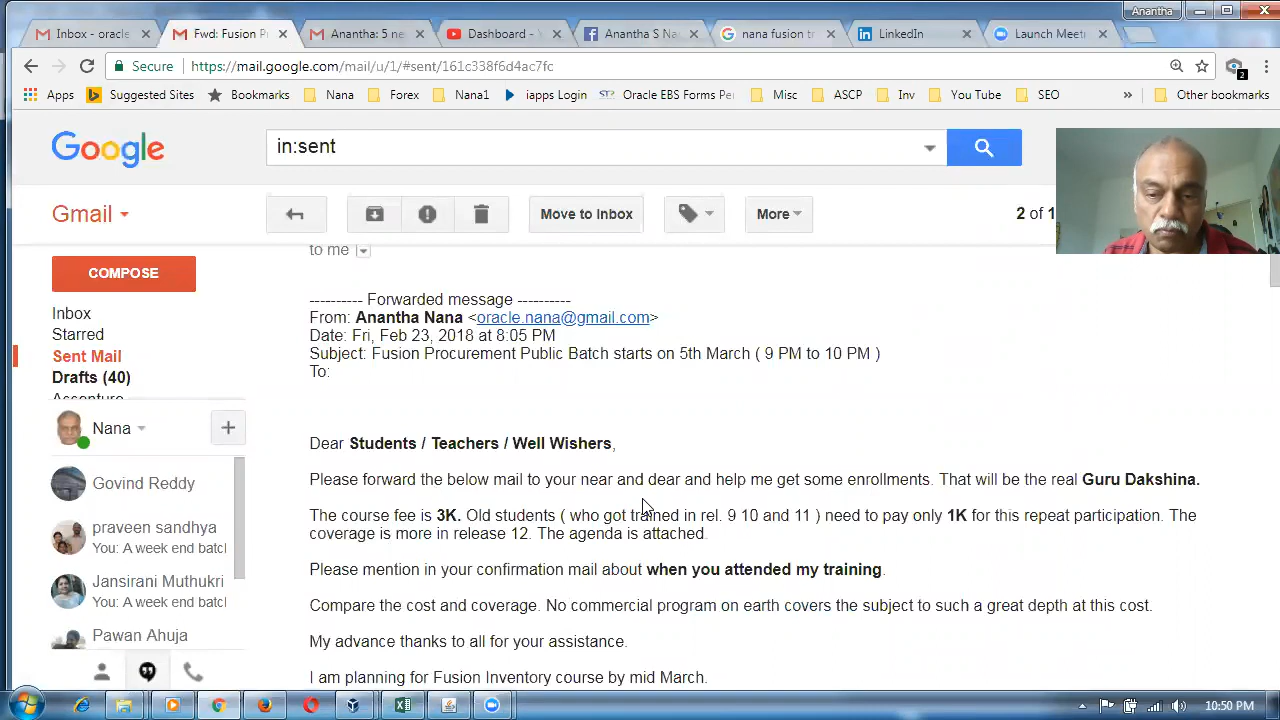 Anantha
Inbox - oracle
Fwd: Fusion P
Anantha: 5 ne
Dashboard -
Anantha S Na
nana fusion t
LinkedIn
Launch Meeti
Secure
https://mail.google.com/mail/u/1/#sent/161c338f6d4ac7fc
2
Apps
Suggested Sites
Bookmarks
Nana
Forex
Nana1
iapps Login
Oracle EBS Forms Pe
Misc
ASCP
Inv
You Tube
SEO
»
Other bookmarks
Google
in:sent
Gmail
Move to Inbox
More
2 of 1
COMPOSE
Inbox
Starred
Sent Mail
Drafts (40)
Accenture
Nana
Govind Reddy
praveen sandhya
You: A week end batc
Jansirani Muthukri
You: A week end batc
Pawan Ahuja
to me
---------- Forwarded message ----------
From: Anantha Nana <oracle.nana@gmail.com>
Date: Fri, Feb 23, 2018 at 8:05 PM
Subject: Fusion Procurement Public Batch starts on 5th March ( 9 PM to 10 PM )
To:
Dear Students / Teachers / Well Wishers,
Please forward the below mail to your near and dear and help me get some enrollments. That will be the real Guru Dakshina.
The course fee is 3K. Old students ( who got trained in rel. 9 10 and 11 ) need to pay only 1K for this repeat participation. The
coverage is more in release 12. The agenda is attached.
Please mention in your confirmation mail about when you attended my training.
Compare the cost and coverage. No commercial program on earth covers the subject to such a great depth at this cost.
My advance thanks to all for your assistance.
I am planning for Fusion Inventory course by mid March.
10:50 PM